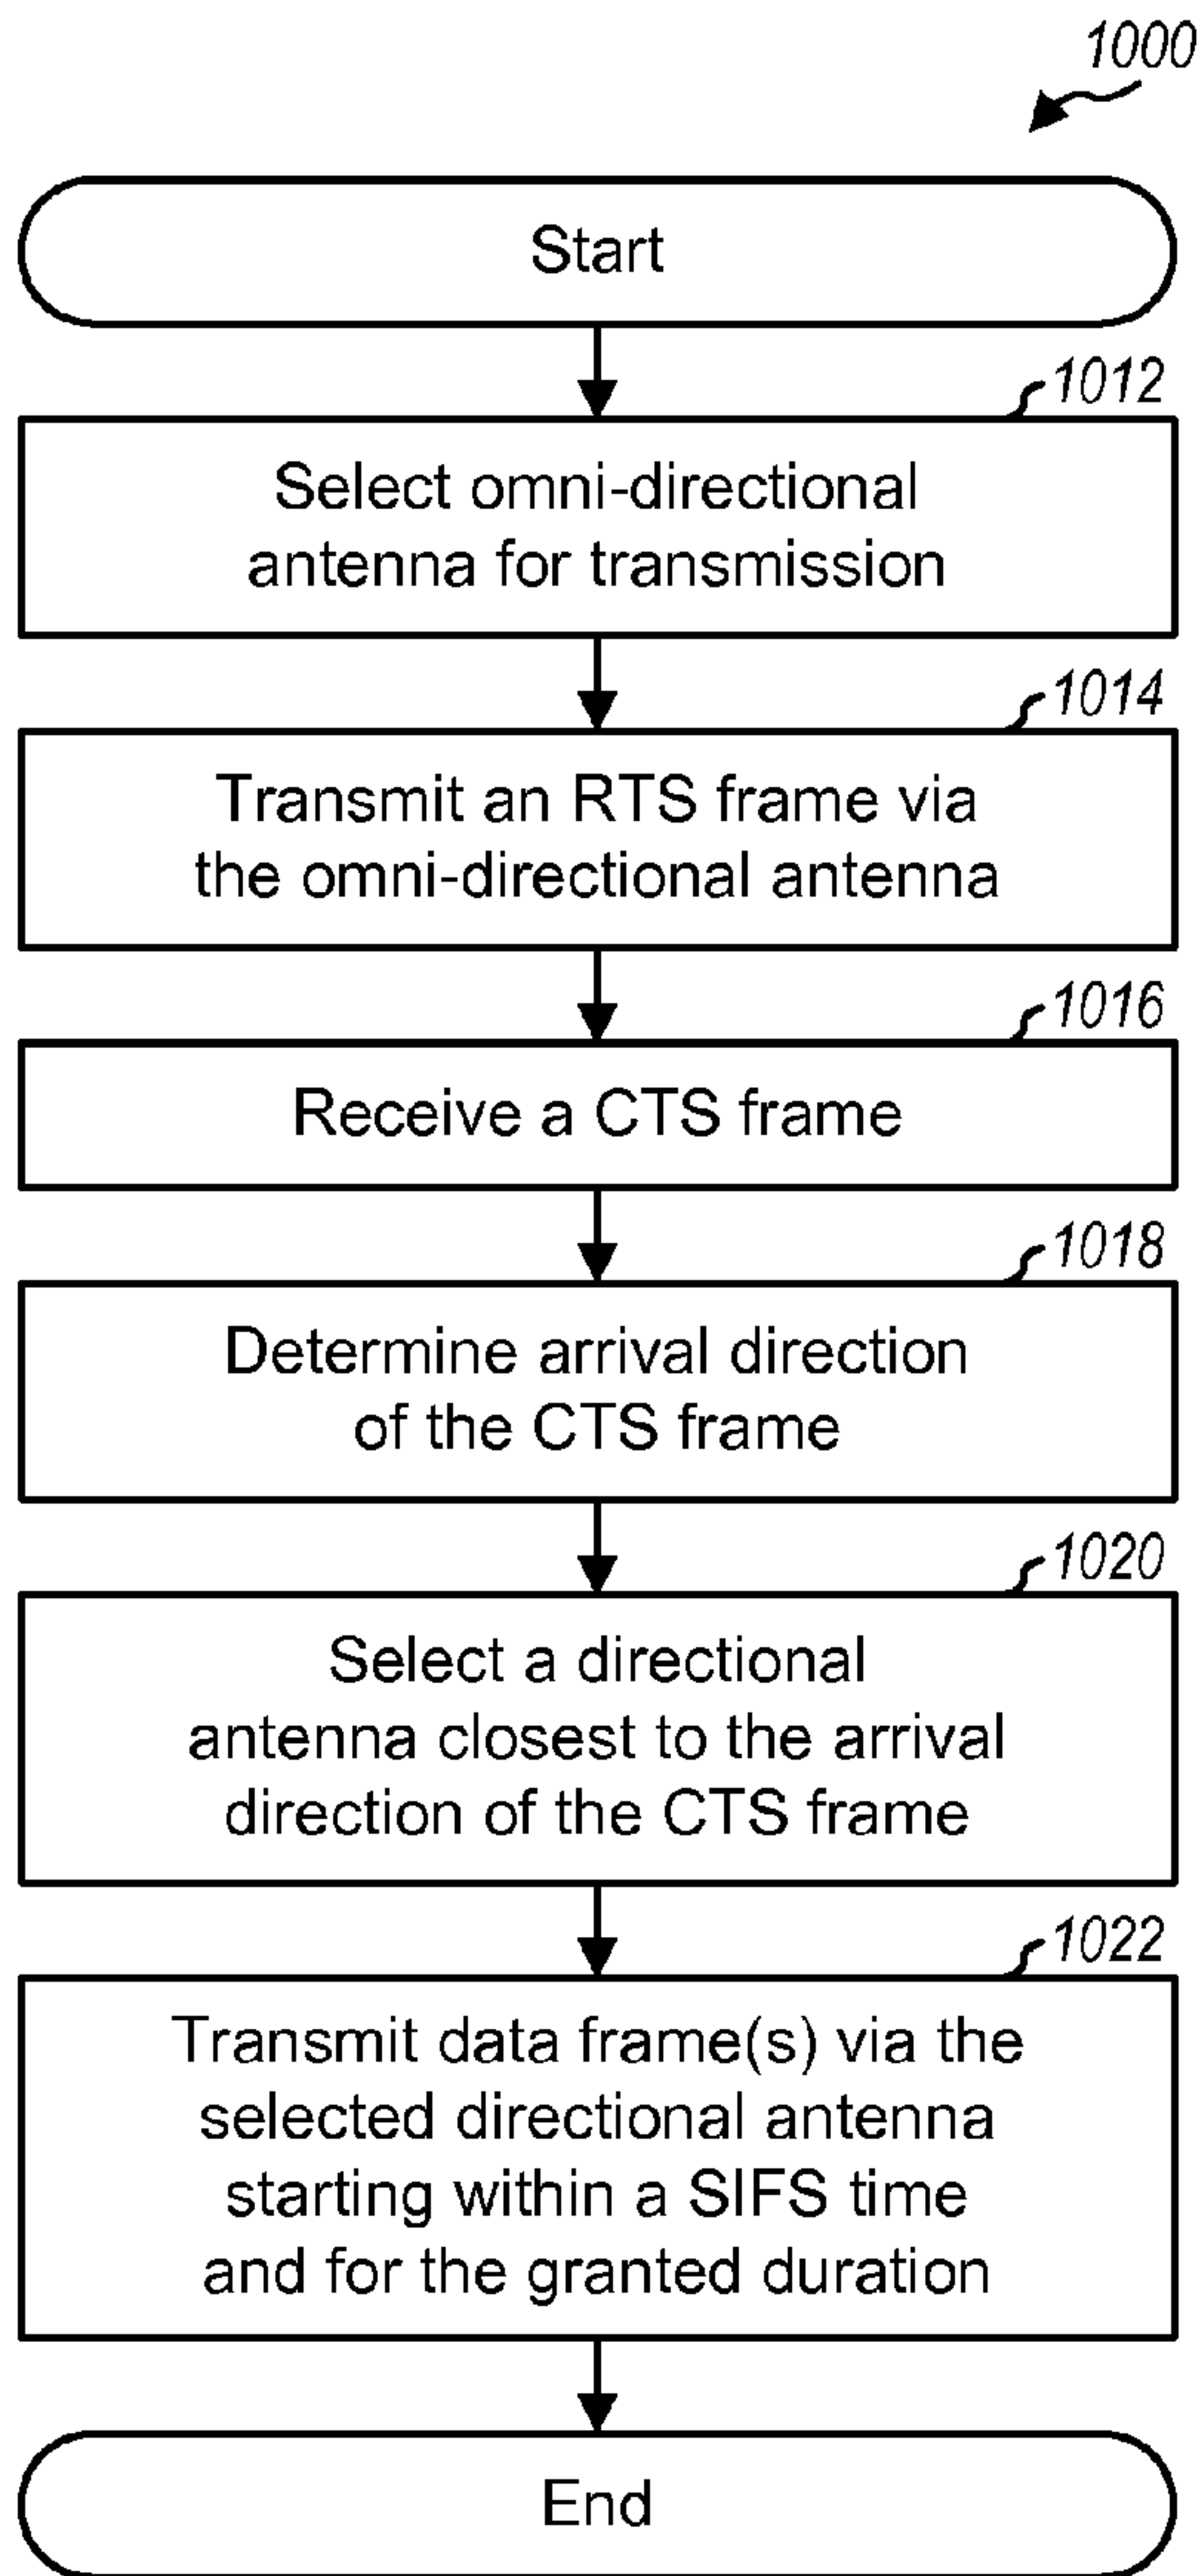 1000
Start
1012
Select omni-directional
antenna for transmission
1014
Transmit an RTS frame via
the omni-directional antenna
1016
Receive a CTS frame
1018
Determine arrival direction
of the CTS frame
1020
Select a directional
antenna closest to the arrival
direction of the CTS frame
1022
Transmit data frame(s) via the
selected directional antenna
starting within a SIFS time
and for the granted duration
End